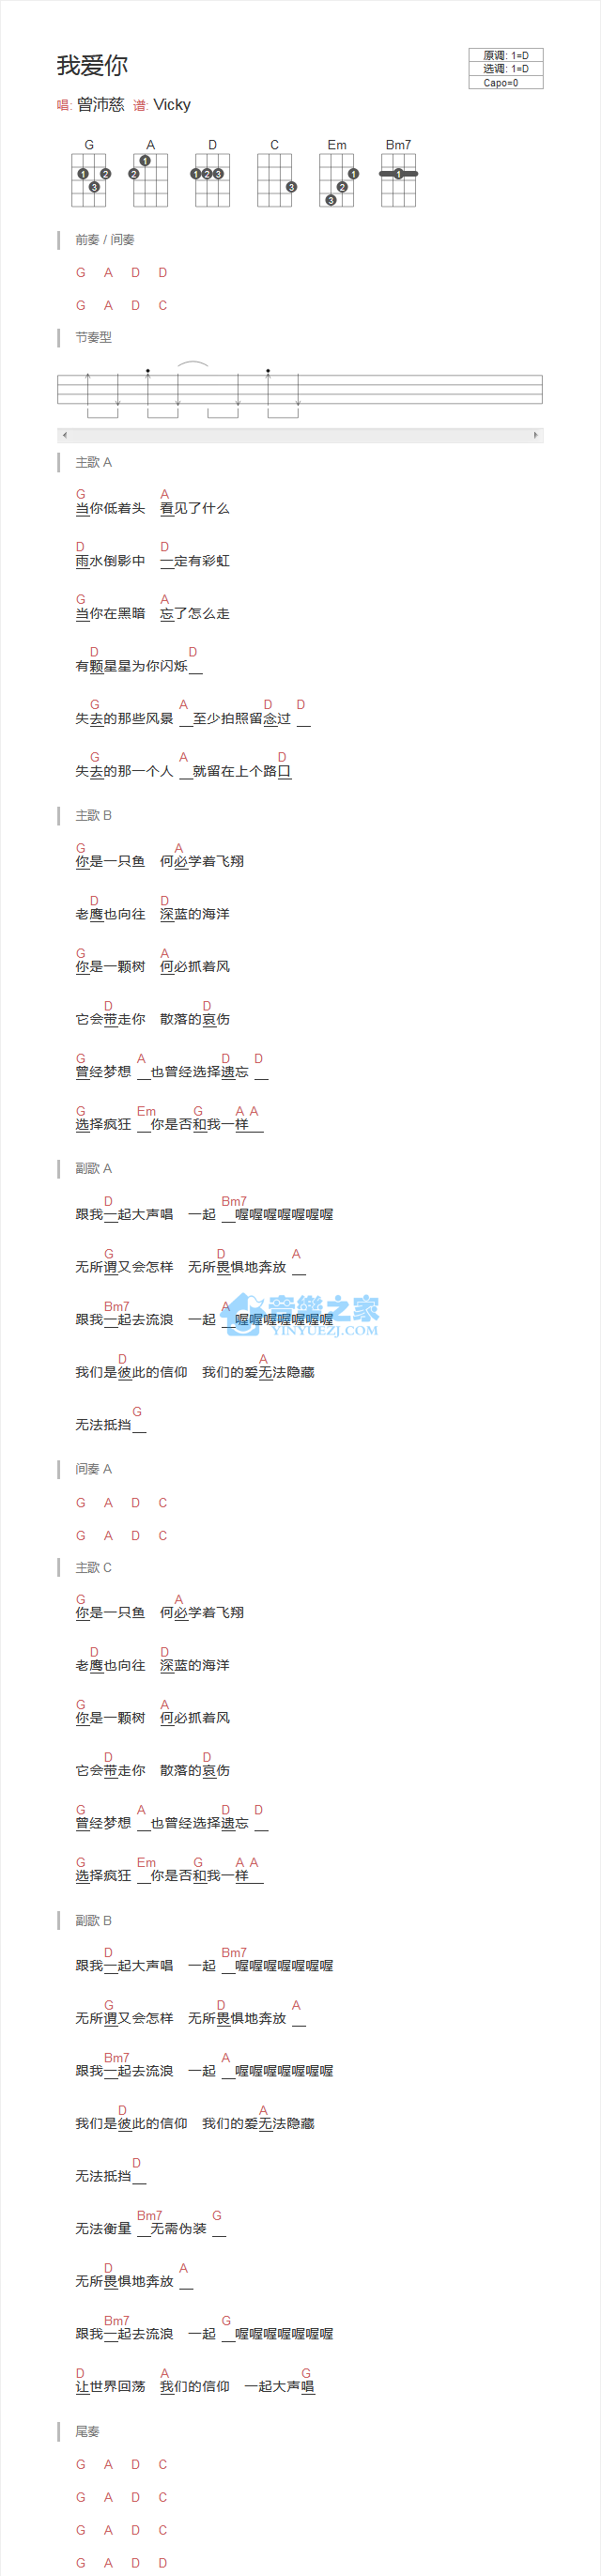 我爱你
原调: 1=D
选调: 1=D
Capo=0
唱: 曾沛慈 谱: Vicky
G A D C Em Bm7
1 2 3 1 2 1 2 3 3 1 2 3 1
前奏 / 间奏
G A D D
G A D C
节奏型
主歌 A
G A
当你低着头 看见了什么
D D
雨水倒影中 一定有彩虹
G A
当你在黑暗 忘了怎么走
D D
有颗星星为你闪烁
G A D D
失去的那些风景 至少拍照留念过
G A D
失去的那一个人 就留在上个路口
主歌 B
G A
你是一只鱼 何必学着飞翔
D D
老鹰也向往 深蓝的海洋
G A
你是一颗树 何必抓着风
D D
它会带走你 散落的哀伤
G A D D
曾经梦想 也曾经选择遗忘
G Em G A A
选择疯狂 你是否和我一样
副歌 A
D Bm7
跟我一起大声唱 一起 喔喔喔喔喔喔喔
G D A
无所谓又会怎样 无所畏惧地奔放
Bm7 A
跟我一起去流浪 一起 喔喔喔喔喔喔喔
音樂之家
YINYUEZJ.COM
D A
我们是彼此的信仰 我们的爱无法隐藏
G
无法抵挡
间奏 A
G A D C
G A D C
主歌 C
G A
你是一只鱼 何必学着飞翔
D D
老鹰也向往 深蓝的海洋
G A
你是一颗树 何必抓着风
D D
它会带走你 散落的哀伤
G A D D
曾经梦想 也曾经选择遗忘
G Em G A A
选择疯狂 你是否和我一样
副歌 B
D Bm7
跟我一起大声唱 一起 喔喔喔喔喔喔喔
G D A
无所谓又会怎样 无所畏惧地奔放
Bm7 A
跟我一起去流浪 一起 喔喔喔喔喔喔喔
D A
我们是彼此的信仰 我们的爱无法隐藏
D
无法抵挡
Bm7 G
无法衡量 无需伪装
D A
无所畏惧地奔放
Bm7 G
跟我一起去流浪 一起 喔喔喔喔喔喔喔
D A G
让世界回荡 我们的信仰 一起大声唱
尾奏
G A D C
G A D C
G A D C
G A D D